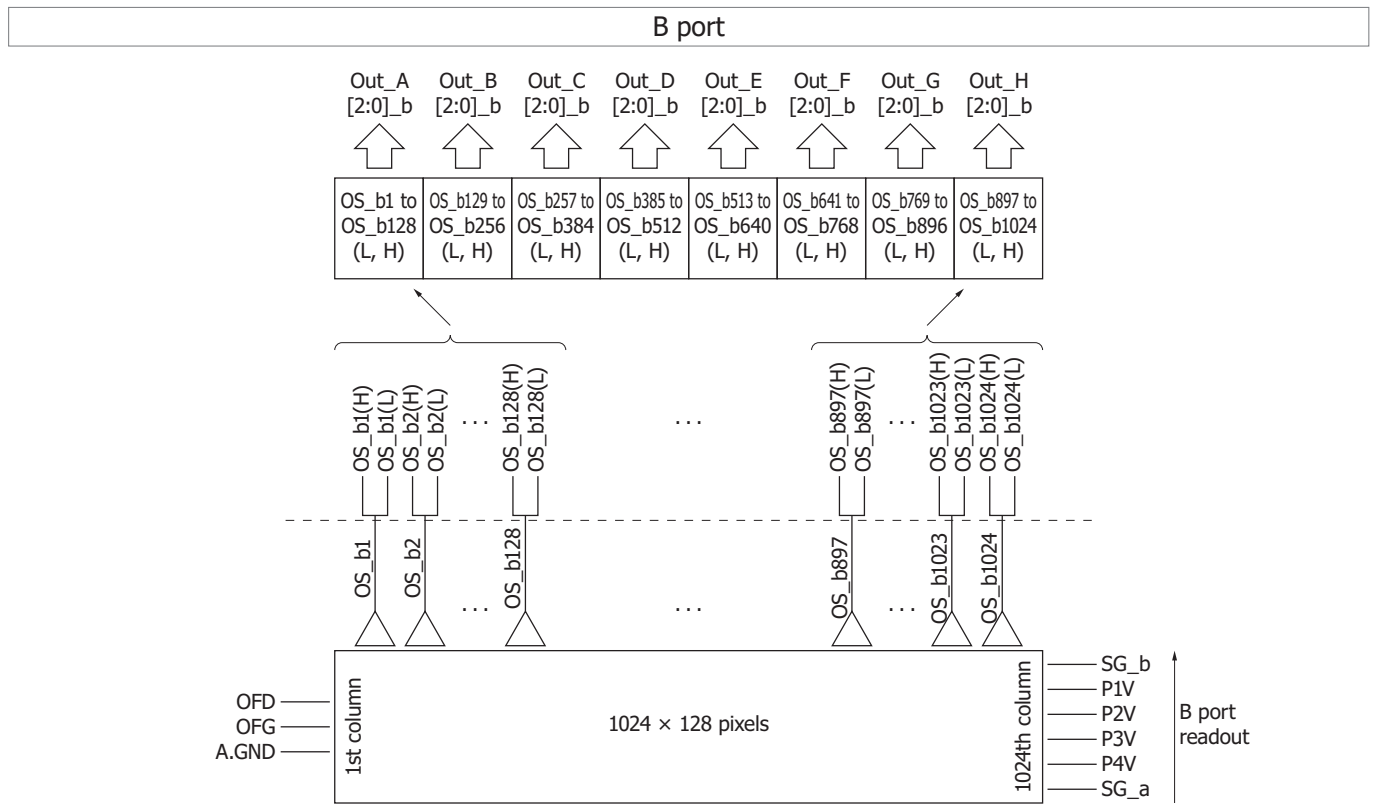 B port
Out_A Out_B Out_C Out_D Out_E Out_F Out_G Out_H
[2:0]_b [2:0]_b [2:0]_b [2:0]_b [2:0]_b [2:0]_b [2:0]_b [2:0]_b
OS_b1 to OS_b129 to OS_b257 to OS_b385 to OS_b513 to OS_b641 to OS_b769 to OS_b897 to
OS_b128 OS_b256 OS_b384 OS_b512 OS_b640 OS_b768 OS_b896 OS_b1024
(L, H) (L, H) (L, H) (L, H) (L, H) (L, H) (L, H) (L, H)
OS_b1(H)
OS_b1(L)
OS_b2(H)
OS_b2(L)
. . .
OS_b128(H)
OS_b128(L)
. . .
OS_b897(H)
OS_b897(L)
. . .
OS_b1023(H)
OS_b1023(L)
OS_b1024(H)
OS_b1024(L)
OS_b1
OS_b2
. . .
OS_b128
. . .
OS_b897
. . .
OS_b1023
OS_b1024
OFD
OFG
A.GND
1st column
1024 × 128 pixels
1024th column
SG_b
P1V
P2V
P3V
P4V
SG_a
B port
readout